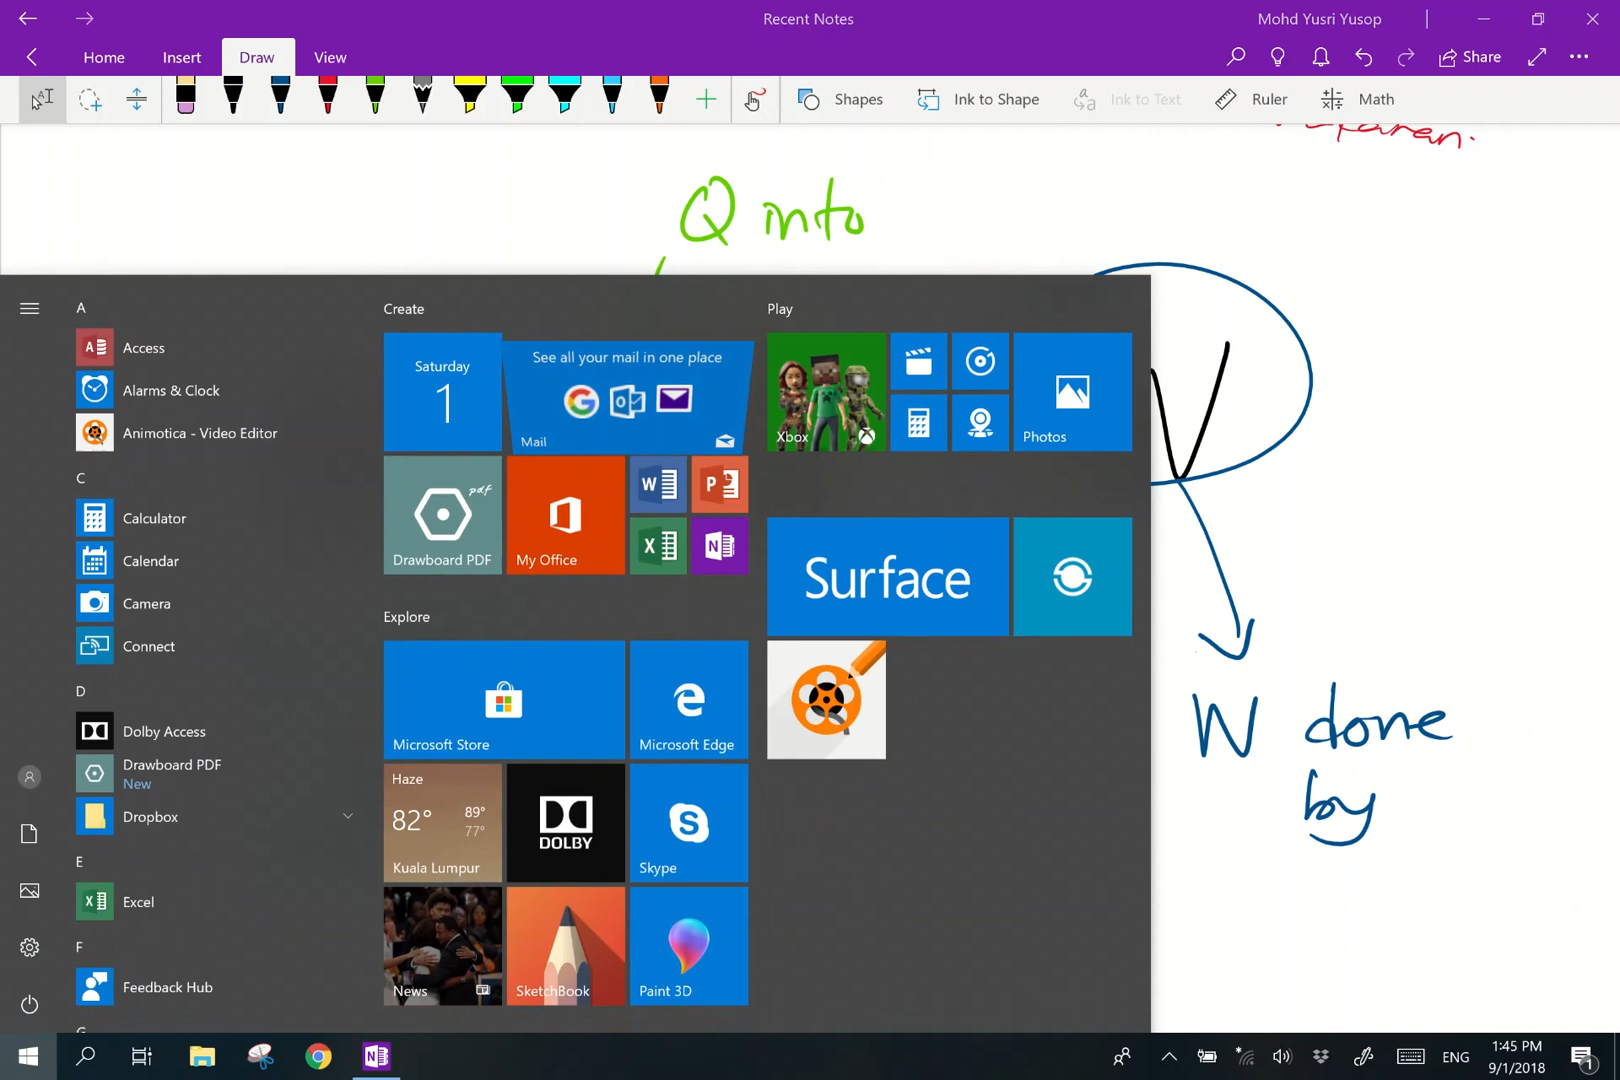 Recent Notes
Mohd Yusri Yusop
Home
Insert
Draw
View
Share
Shapes
Ink to Shape
Ink to Text
Ruler
Math
Q into
W done
by
A
Access
Alarms & Clock
Animotica - Video Editor
C
Calculator
Calendar
Camera
Connect
D
Dolby Access
Drawboard PDF
New
Dropbox
E
Excel
F
Feedback Hub
G
Create
Saturday
1
See all your mail in one place
Mail
pdf
Drawboard PDF
My Office
Explore
Microsoft Store
Microsoft Edge
Haze
82°
89°
77°
Kuala Lumpur
DOLBY
Skype
News
SketchBook
Paint 3D
Play
Xbox
Photos
Surface
ENG
1:45 PM
9/1/2018
1